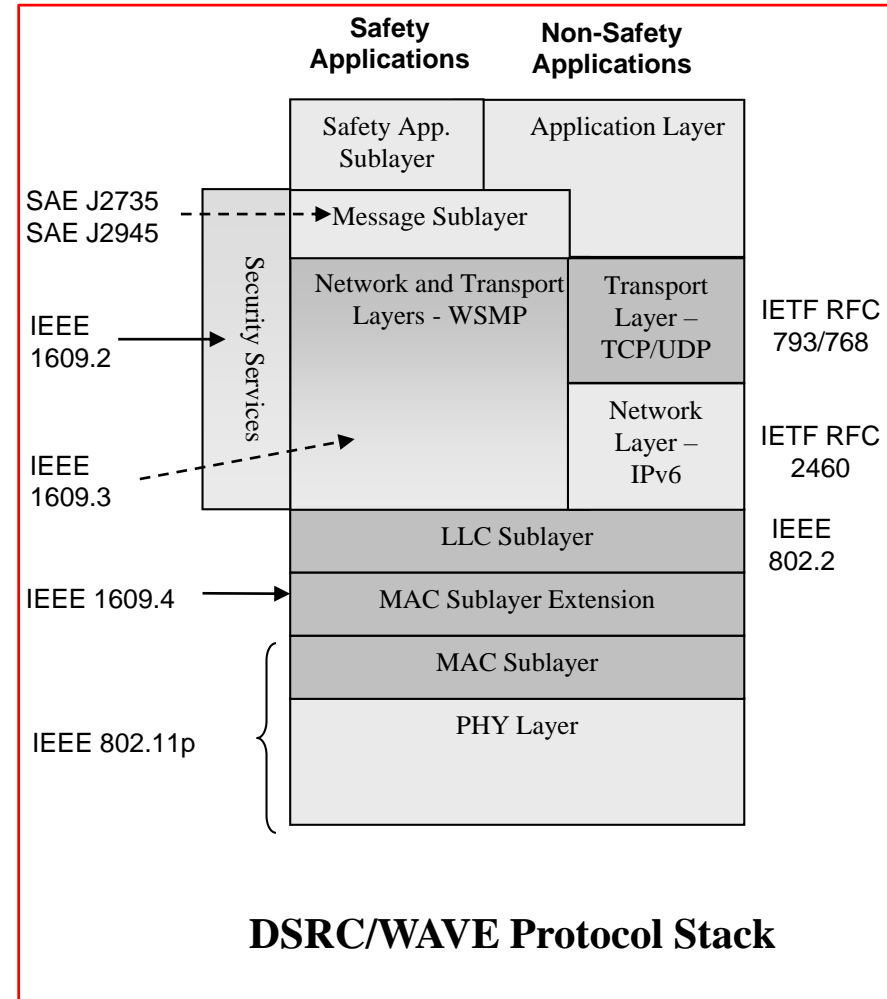 Safety
Applications
Non-Safety
Applications
Safety App.
Sublayer
Application Layer
SAE J2735
SAE J2945
Message Sublayer
Security Services
Network and Transport
Layers - WSMP
Transport
Layer –
TCP/UDP
IETF RFC
793/768
IEEE
1609.2
Network
Layer –
IPv6
IETF RFC
2460
IEEE
1609.3
LLC Sublayer
IEEE
802.2
IEEE 1609.4
MAC Sublayer Extension
MAC Sublayer
IEEE 802.11p
PHY Layer
DSRC/WAVE Protocol Stack